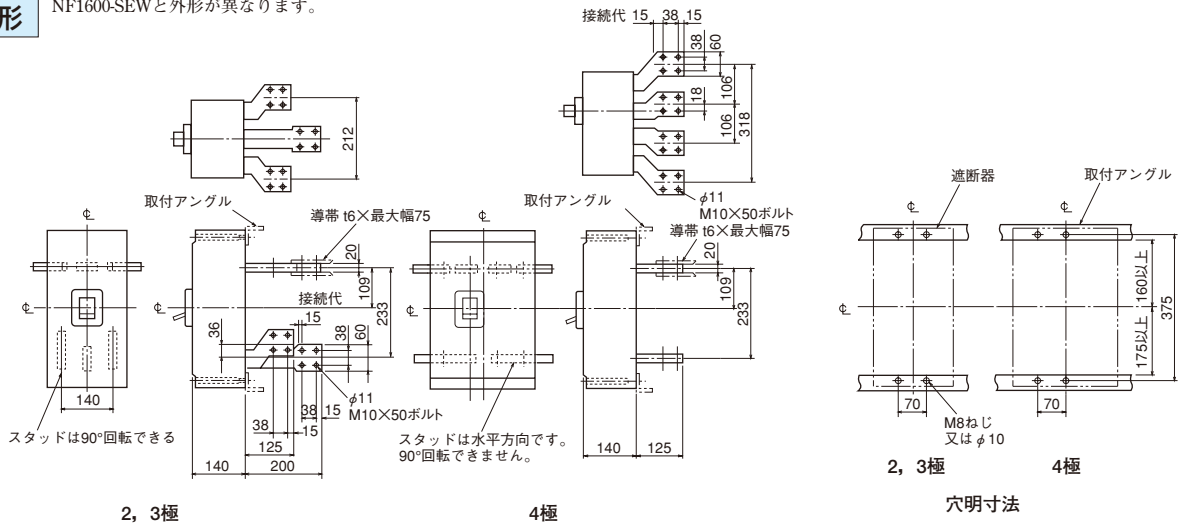 形
NF1600-SEWと外形が異なります。
212
接続代 15 38 15
38
60
18
106
106
318
φ11
M10×50ボルト
取付アングル
導帯 t6×最大幅75
20
109
233
接続代
15
38
60
36
φ11
M10×50ボルト
38 15
38 15
125
140 200
℄
℄
140
スタッドは90°回転できる
2，3極
取付アングル
導帯 t6×最大幅75
20
109
233
℄
℄
スタッドは水平方向です。
90°回転できません。
140 125
4極
遮断器
取付アングル
℄
℄
℄
160以上
175以上
375
70
70
M8ねじ
又はφ10
2，3極
4極
穴明寸法